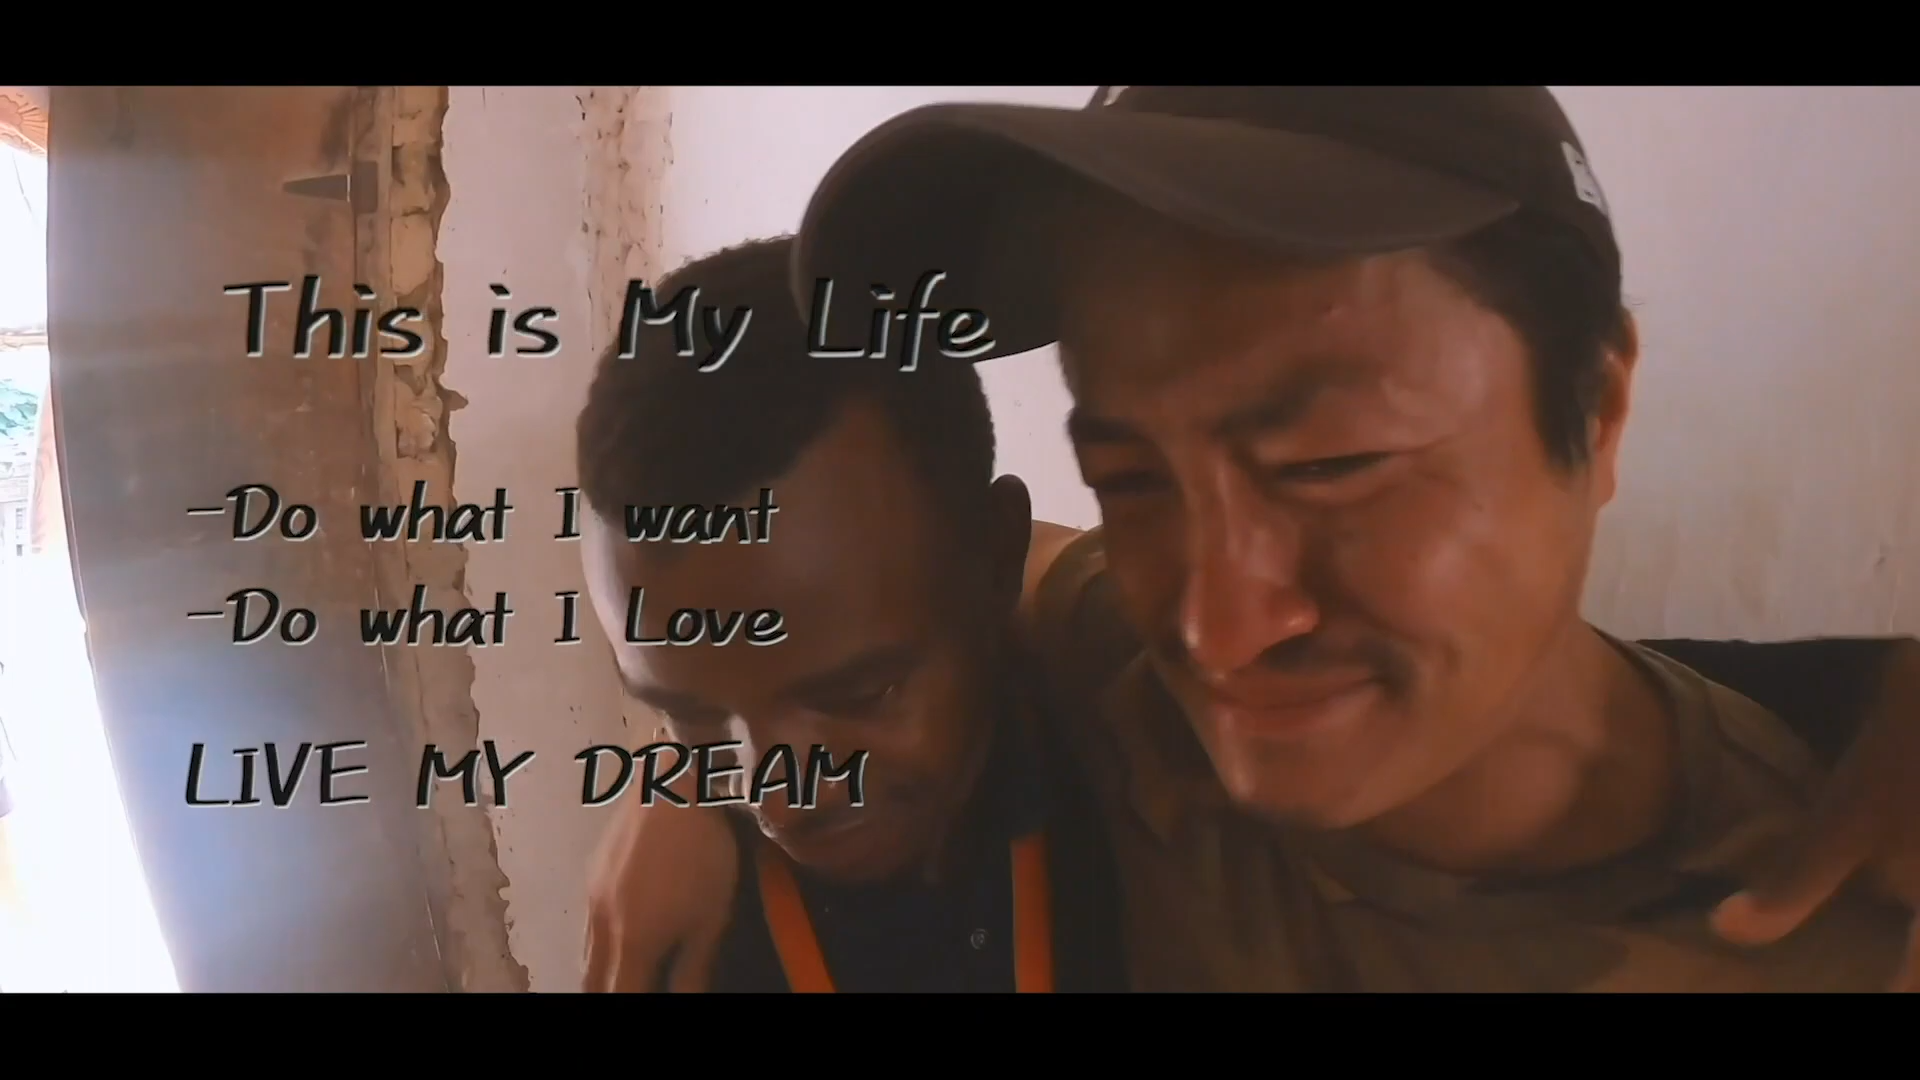 This is My Life
-Do what I want
-Do what I Love
LIVE MY DREAM